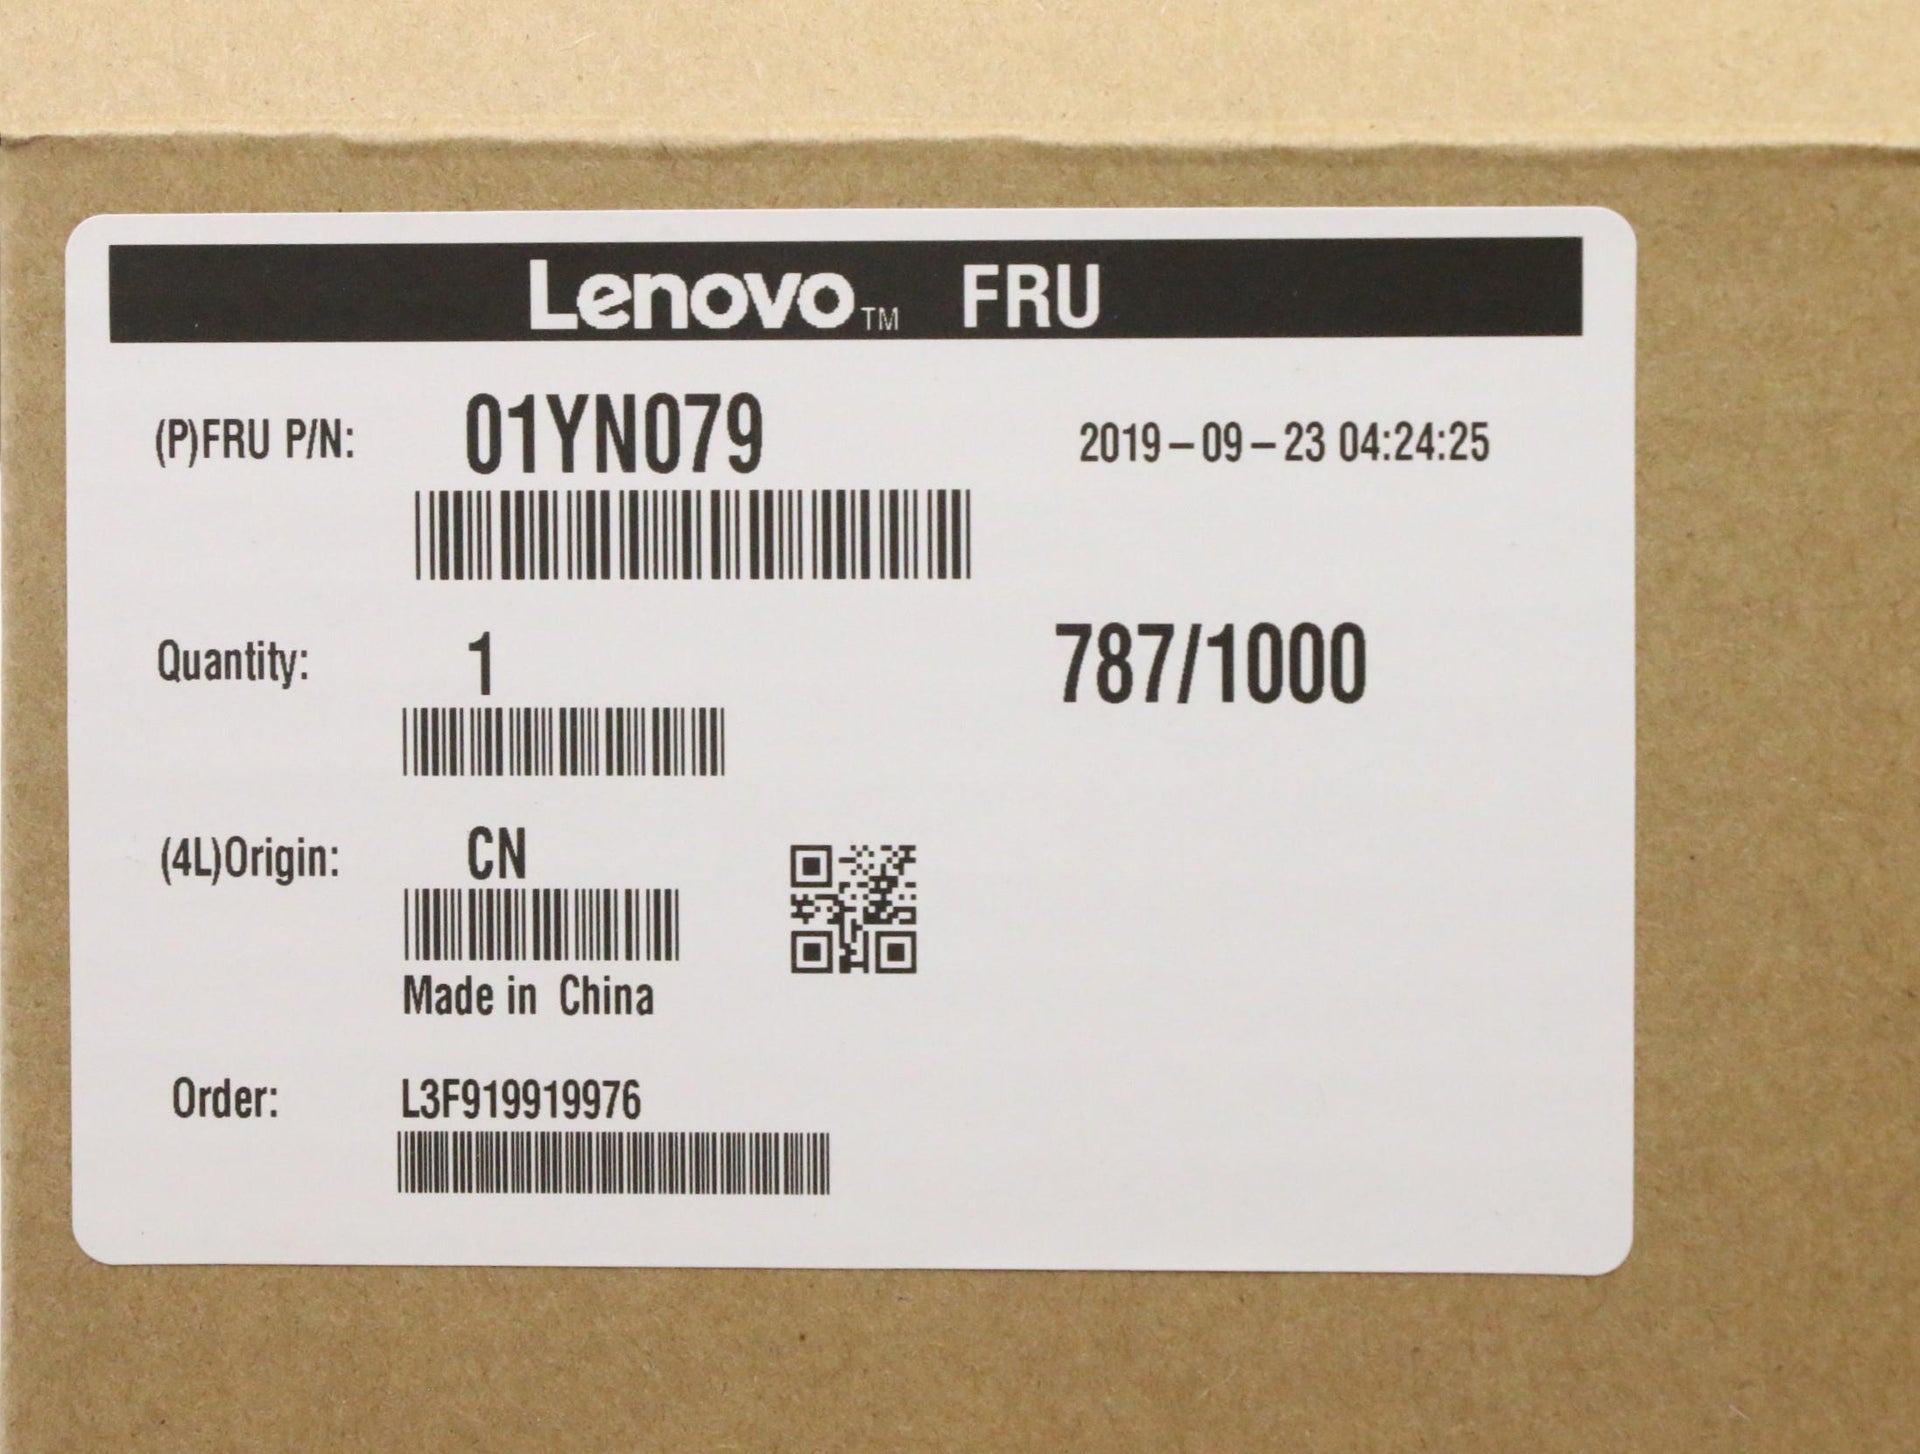 Lenovo™ FRU
(P)FRU P/N: 01YN079 2019-09-23 04:24:25
Quantity: 1 787/1000
(4L)Origin: CN
Made in China
Order: L3F919919976